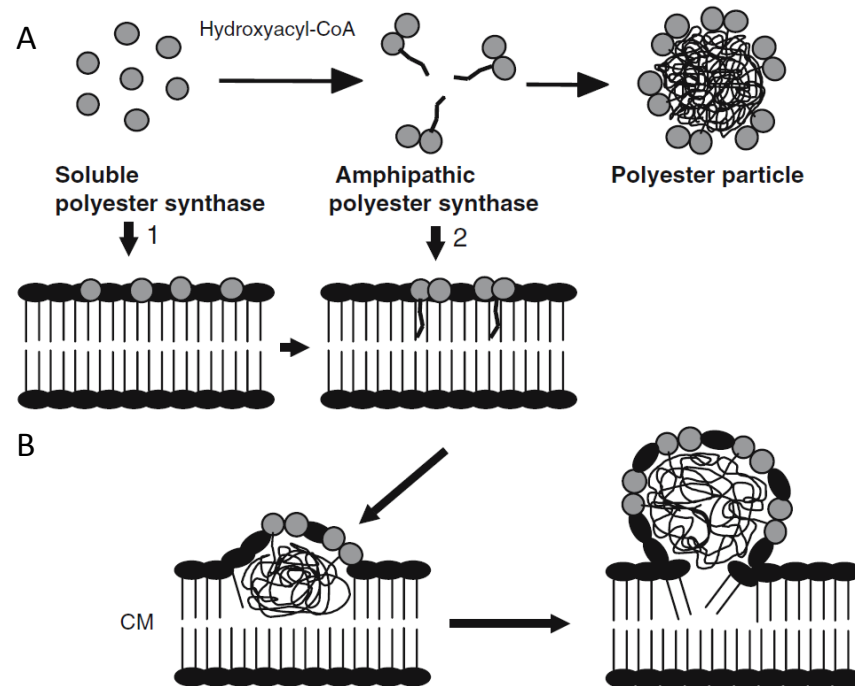 A
Hydroxyacyl-CoA
Soluble
polyester synthase
Amphipathic
polyester synthase
Polyester particle
1
2
B
CM